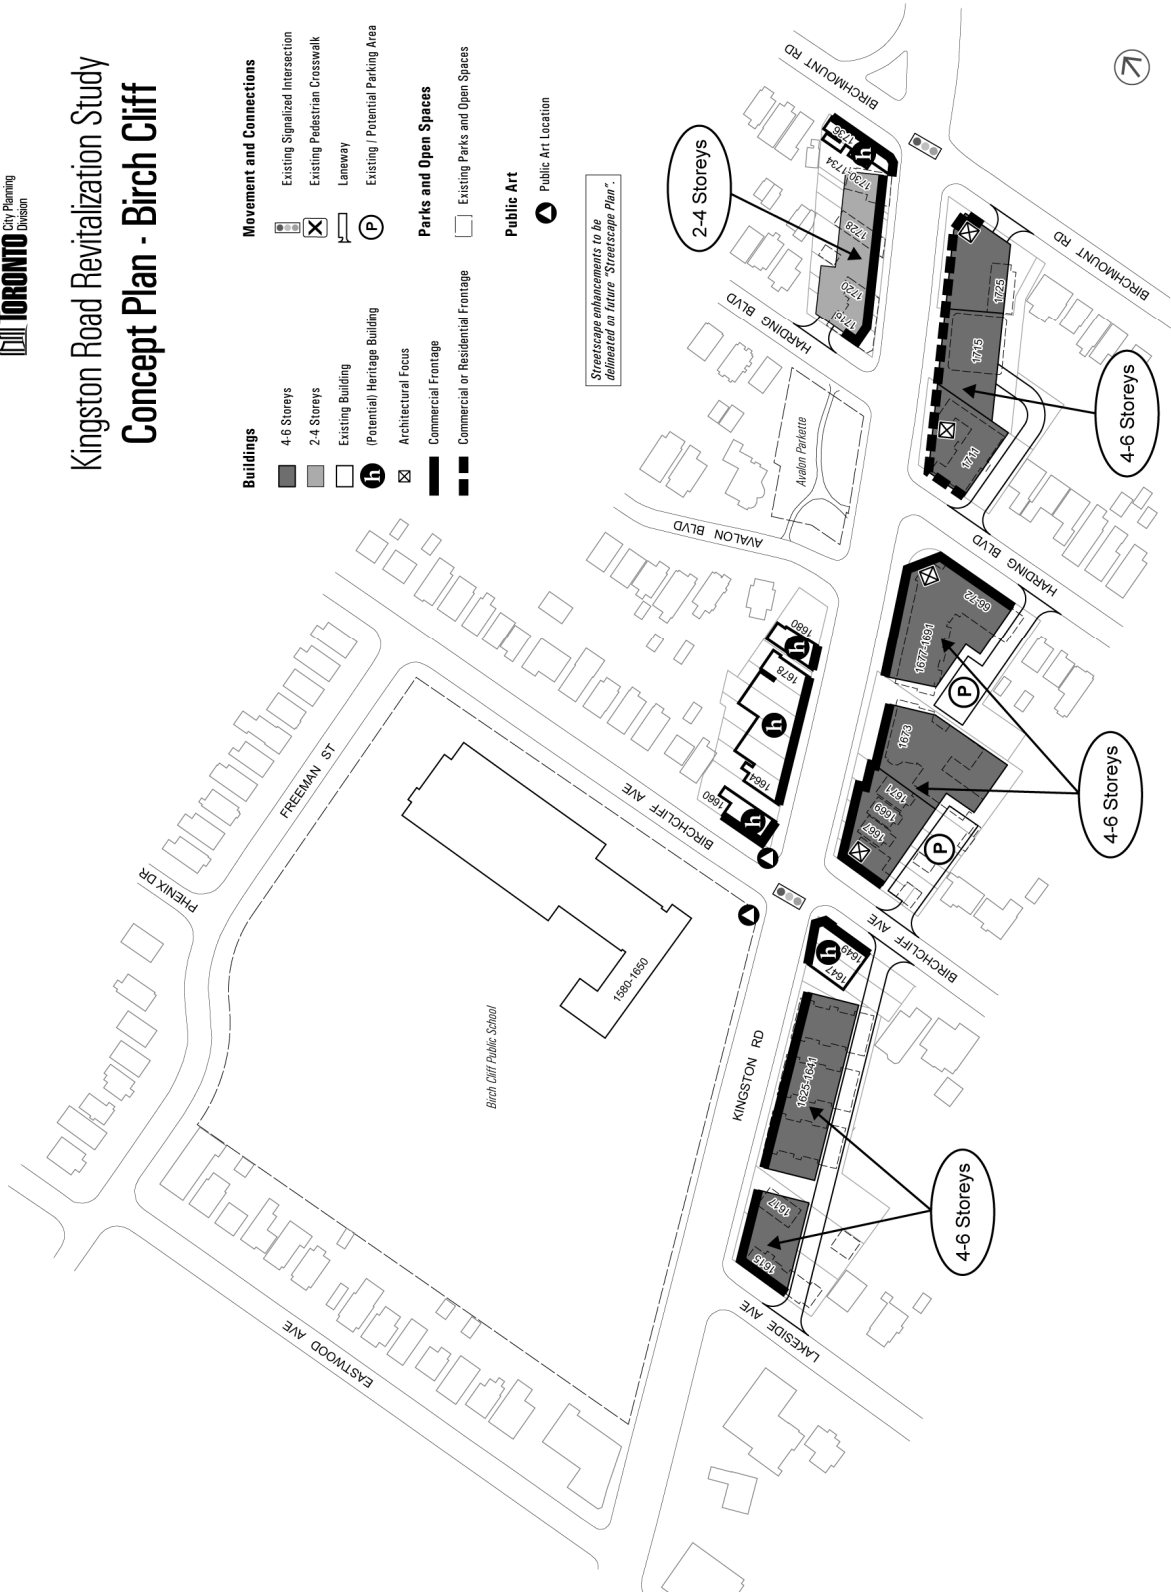 TORONTO City Planning
Division
Kingston Road Revitalization Study
Concept Plan - Birch Cliff
Buildings
4-6 Storeys
2-4 Storeys
Existing Building
(Potential) Heritage Building
h
Architectural Focus
Commercial Frontage
Commercial or Residential Frontage
Movement and Connections
Existing Signalized Intersection
Existing Pedestrian Crosswalk
Laneway
P
Existing / Potential Parking Area
Parks and Open Spaces
Existing Parks and Open Spaces
Public Art
Public Art Location
Streetscape enhancements to be
delineated on future "Streetscape Plan".
PHENIX DR
FREEMAN ST
EASTWOOD AVE
Birch Cliff Public School
1580-1650
BIRCHCLIFF AVE
AVALON BLVD
Avalon Parkette
HARDING BLVD
BIRCHMOUNT RD
2-4 Storeys
1660
h
1664
h
1678
1680
h
1716
1720
1728
1730-1734
h
1736
KINGSTON RD
LAKESIDE AVE
1615
1617
1625-1641
1647
1649
h
4-6 Storeys
BIRCHCLIFF AVE
1667
1669
1671
1673
P
1677-1691
66-72
P
4-6 Storeys
HARDING BLVD
1711
1715
1725
4-6 Storeys
BIRCHMOUNT RD